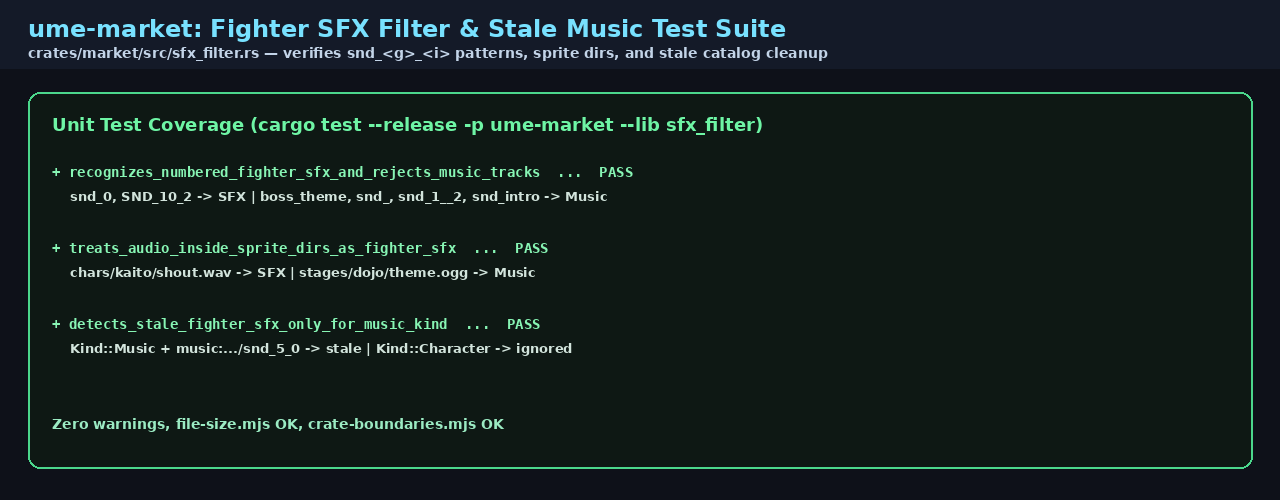 ume-market: Fighter SFX Filter & Stale Music Test Suite
crates/market/src/sfx_filter.rs — verifies snd_<g>_<i> patterns, sprite dirs, and stale catalog cleanup
Unit Test Coverage (cargo test --release -p ume-market --lib sfx_filter)
+ recognizes_numbered_fighter_sfx_and_rejects_music_tracks ... PASS
snd_0, SND_10_2 -> SFX | boss_theme, snd_, snd_1__2, snd_intro -> Music
+ treats_audio_inside_sprite_dirs_as_fighter_sfx ... PASS
chars/kaito/shout.wav -> SFX | stages/dojo/theme.ogg -> Music
+ detects_stale_fighter_sfx_only_for_music_kind ... PASS
Kind::Music + music:.../snd_5_0 -> stale | Kind::Character -> ignored
Zero warnings, file-size.mjs OK, crate-boundaries.mjs OK